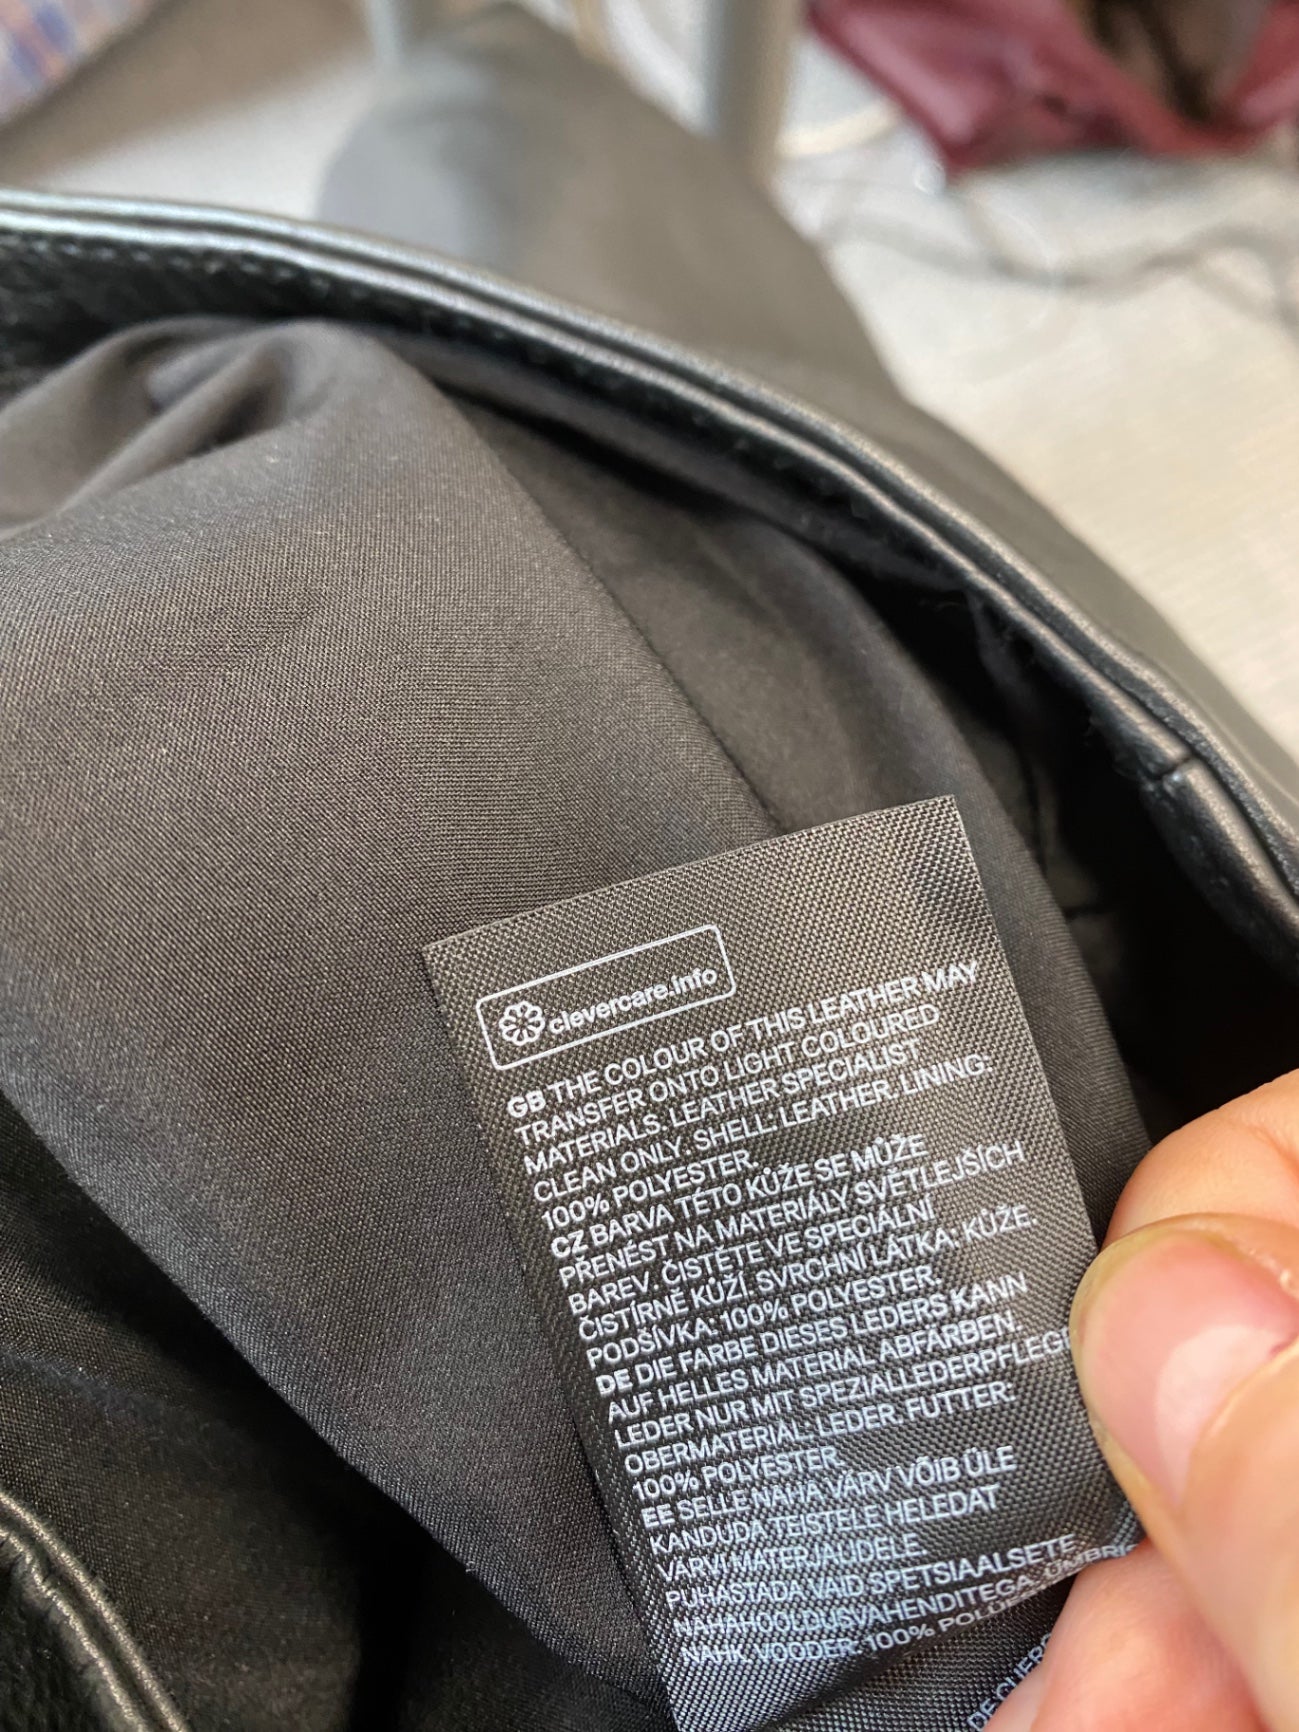 clevercare.info
GB THE COLOUR OF THIS LEATHER MAY
TRANSFER ONTO LIGHT COLOURED
MATERIALS. LEATHER SPECIALIST
CLEAN ONLY. SHELL: LEATHER. LINING:
100% POLYESTER.
CZ BARVA TÉTO KŮŽE SE MŮŽE
PŘENÉST NA MATERIÁLY SVĚTLEJŠÍCH
BAREV. ČISTĚTE VE SPECIÁLNÍ
ČISTÍRNĚ KŮŽÍ. SVRCHNÍ LÁTKA: KŮŽE.
PODŠÍVKA: 100% POLYESTER.
DE DIE FARBE DIESES LEDERS KANN
AUF HELLES MATERIAL ABFÄRBEN.
LEDER NUR MIT SPEZIALLEDERPFLEGE
OBERMATERIAL: LEDER. FUTTER:
100% POLYESTER.
EE SELLE NAHA VÄRV VÕIB ÜLE
KANDUDA TEISTELE HELEDAT
VÄRVI MATERJALIDELE.
PUHASTADA VAID SPETSIAALSETE
NAHAHOOLDUSVAHENDITEGA. ÜMBRIS
NAHK. VOODER: 100% POLÜE
DE CUERO